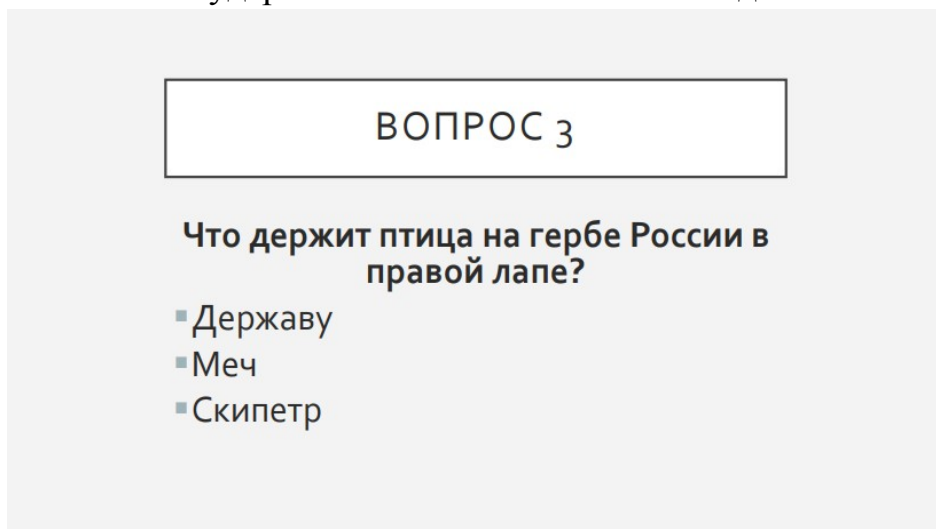 ВОПРОС 3
Что держит птица на гербе России в
правой лапе?
▪Державу
▪Меч
▪Скипетр